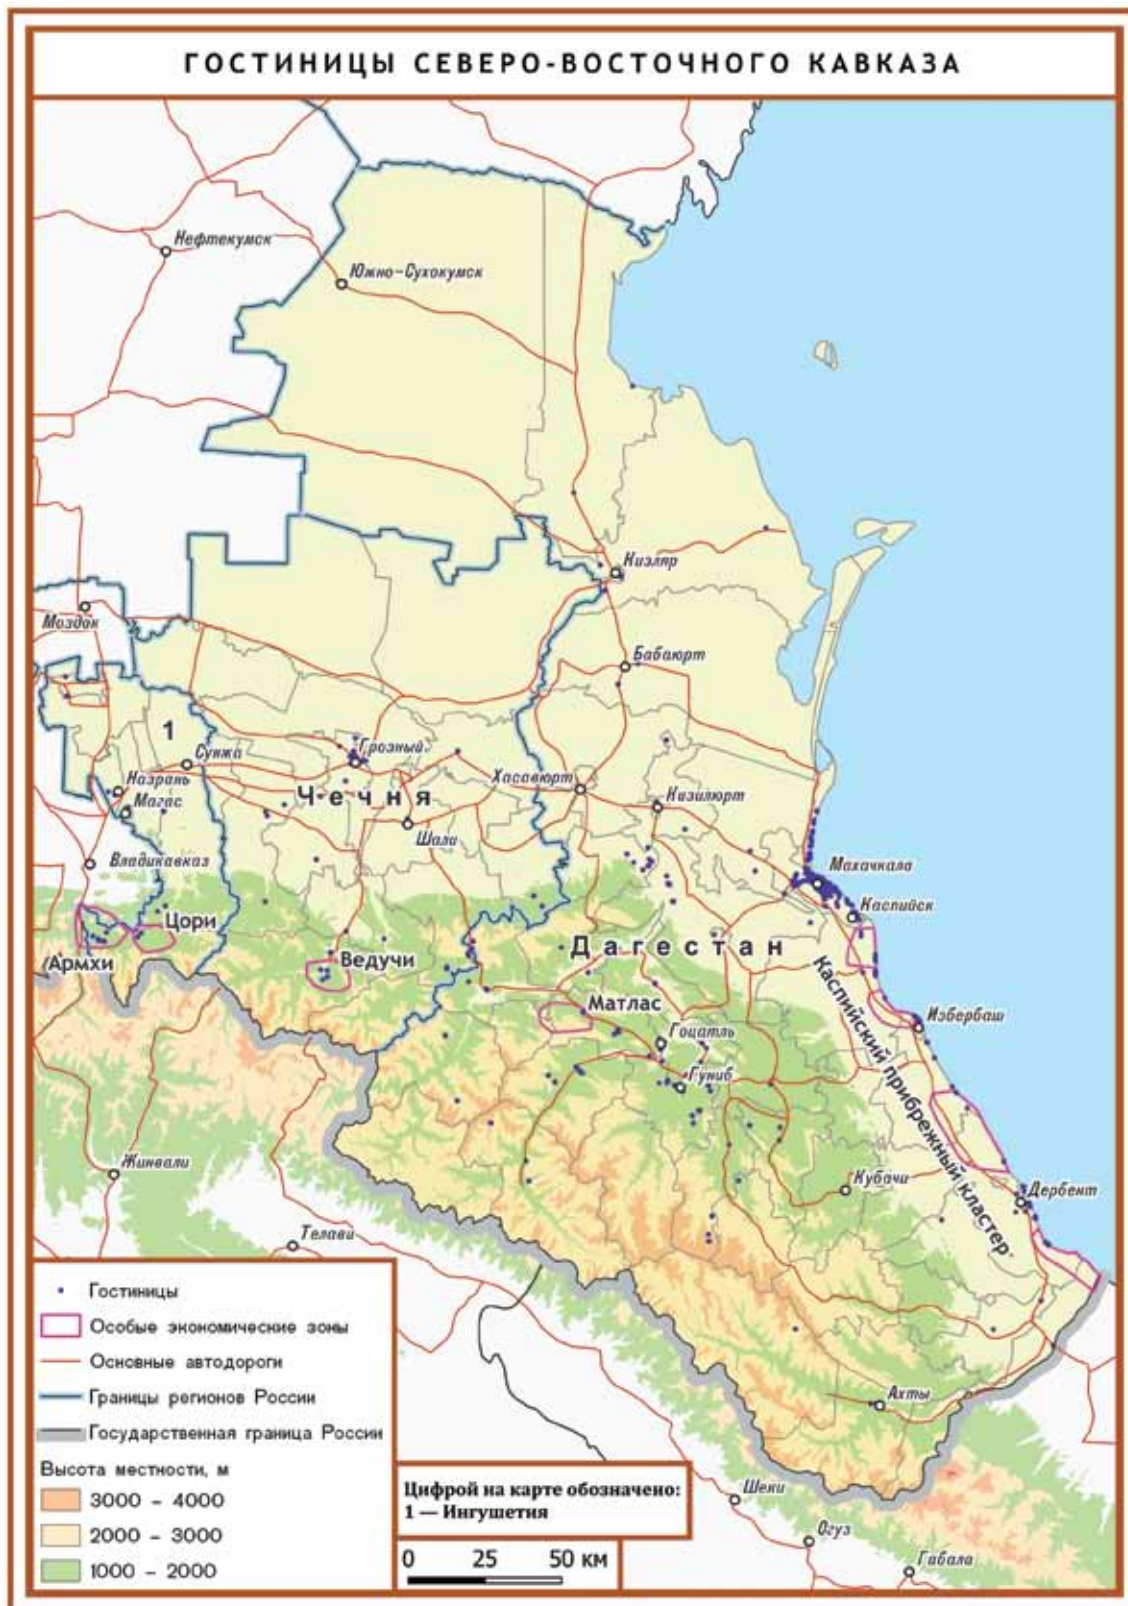 ГОСТИНИЦЫ СЕВЕРО-ВОСТОЧНОГО КАВКАЗА
Нефтекумск
Южно-Сухокумск
Кизляр
Моздок
Бабаюрт
1
Сунжа
Грозный
Назрань
Хасавюрт
Чечня
Кизилюрт
Магас
Шали
Владикавказ
Махачкала
Каспийск
Цори
Дагестан
Армхи
Ведучи
Матлас
Каспийский прибрежный кластер
Гоцатль
Избербаш
Гуниб
Жинвали
Кубачи
Дербент
Телави
Ахты
Шеки
Огуз
Габала
Гостиницы
Особые экономические зоны
Основные автодороги
Границы регионов России
Государственная граница России
Высота местности, м
3000 – 4000
2000 – 3000
1000 – 2000
Цифрой на карте обозначено:
1 — Ингушетия
0 25 50 км